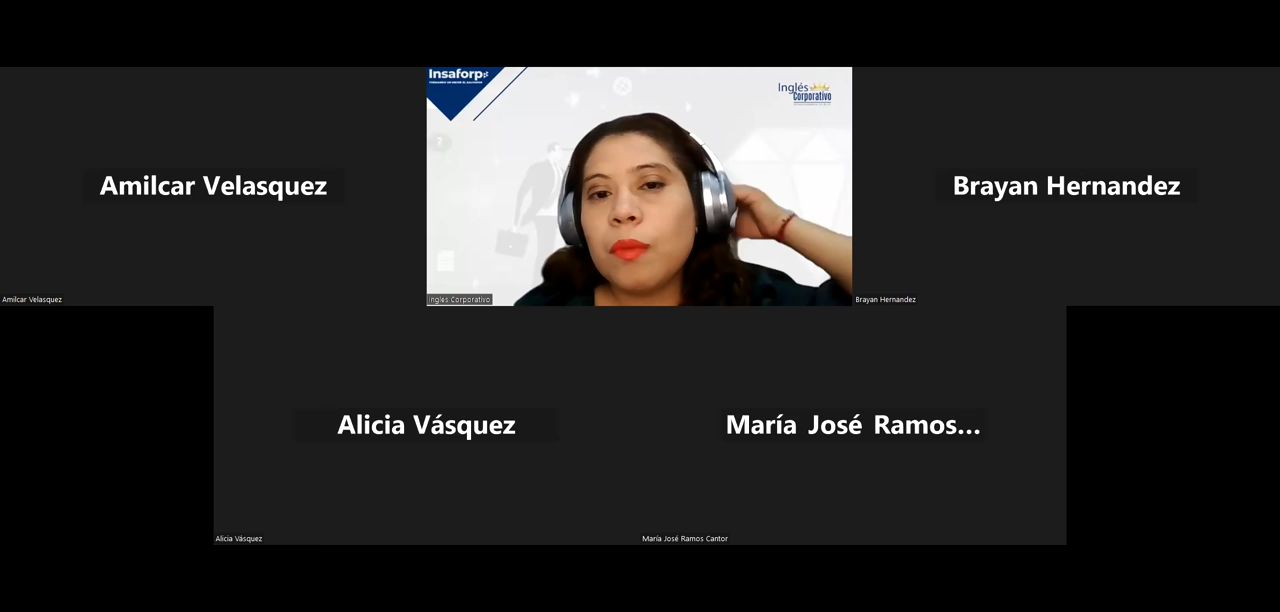 Insaforp
Inglés
Corporativo
Amilcar Velasquez
Brayan Hernandez
Amilcar Velasquez
Ingles Corporativo
Brayan Hernandez
Alicia Vásquez
María José Ramos...
Alicia Vásquez
María José Ramos Cantor